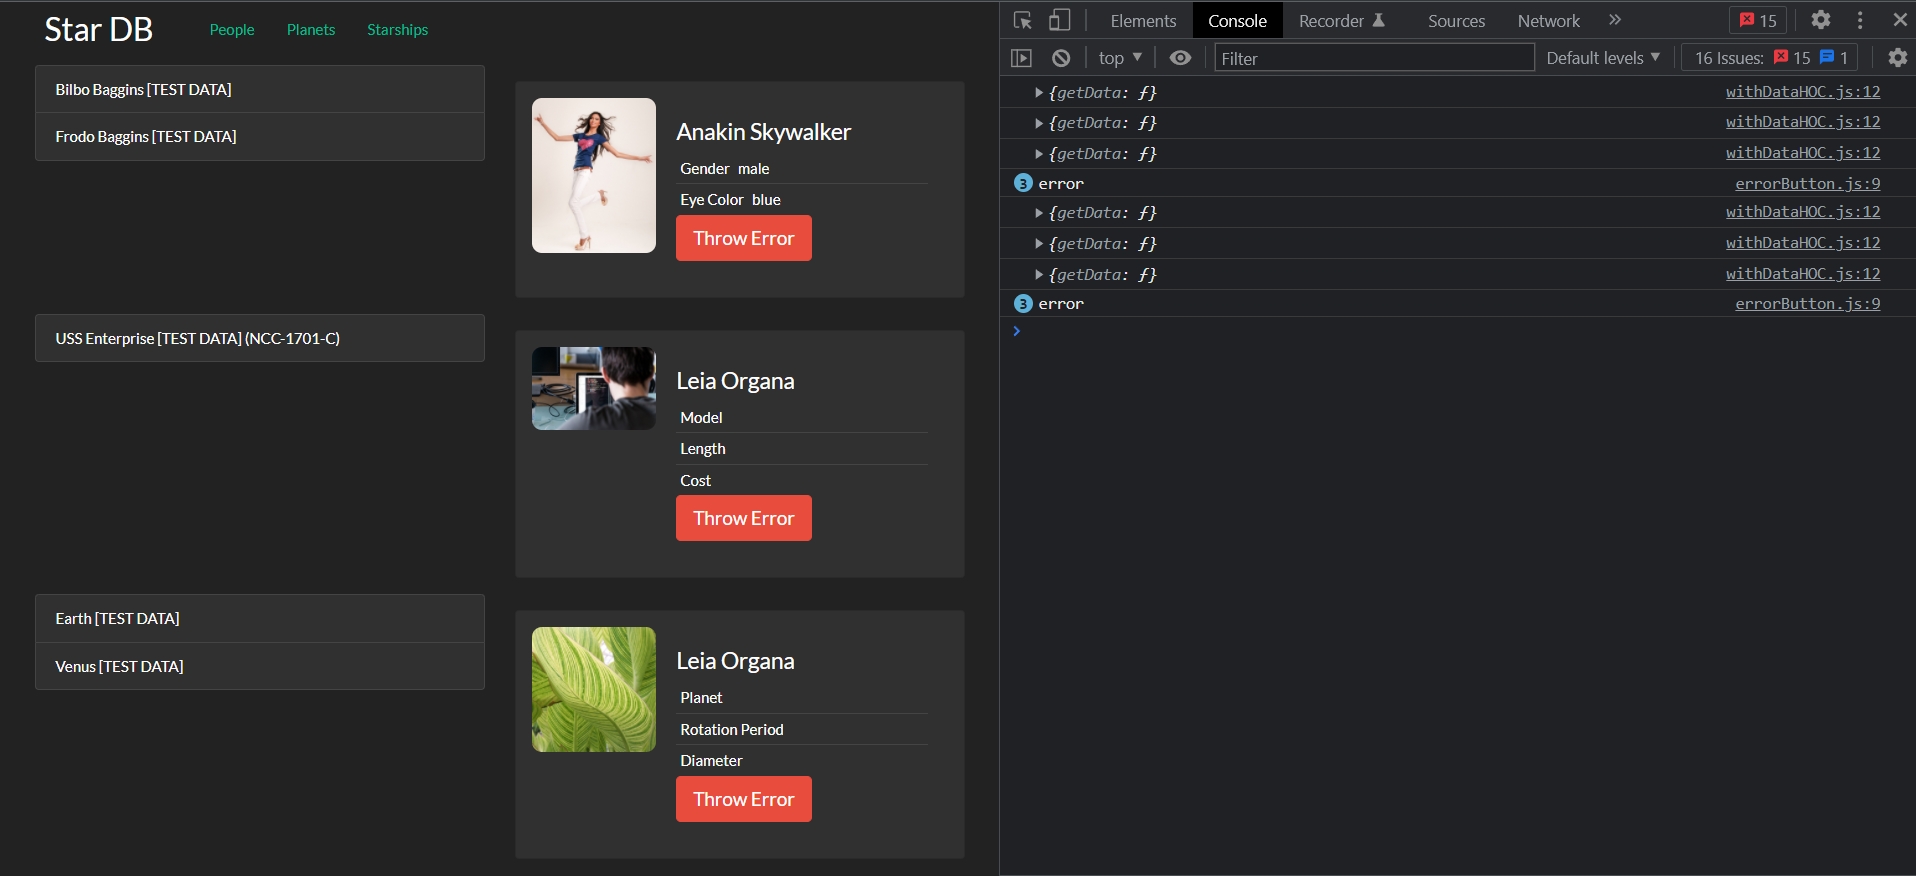 Star DB People Planets Starships
Bilbo Baggins [TEST DATA]
Frodo Baggins [TEST DATA]
Anakin Skywalker
Gender male
Eye Color blue
Throw Error
USS Enterprise [TEST DATA] (NCC-1701-C)
Leia Organa
Model
Length
Cost
Throw Error
Earth [TEST DATA]
Venus [TEST DATA]
Leia Organa
Planet
Rotation Period
Diameter
Throw Error
Elements Console Recorder Sources Network » 15
top Filter Default levels 16 Issues: 15 1
{getData: ƒ} withDataHOC.js:12
{getData: ƒ} withDataHOC.js:12
{getData: ƒ} withDataHOC.js:12
3 error errorButton.js:9
{getData: ƒ} withDataHOC.js:12
{getData: ƒ} withDataHOC.js:12
{getData: ƒ} withDataHOC.js:12
3 error errorButton.js:9